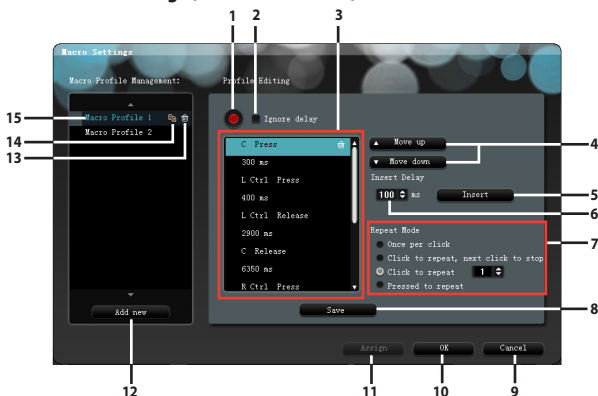 1 2 3
Macro Settings
Macro Profile Management:
Profile Editing
15
Macro Profile 1
14
Macro Profile 2
13
Ignore delay
C Press
300 ms
L Ctrl Press
400 ms
L Ctrl Release
2900 ms
C Release
6350 ms
R Ctrl Press
Move up
Move down
4
Insert Delay
100 ms
Insert
5
6
Repeat Mode
7
Once per click
Click to repeat, next click to stop
Click to repeat 1
Pressed to repeat
Add new
Save
8
Assign
OK
Cancel
12 11 10 9